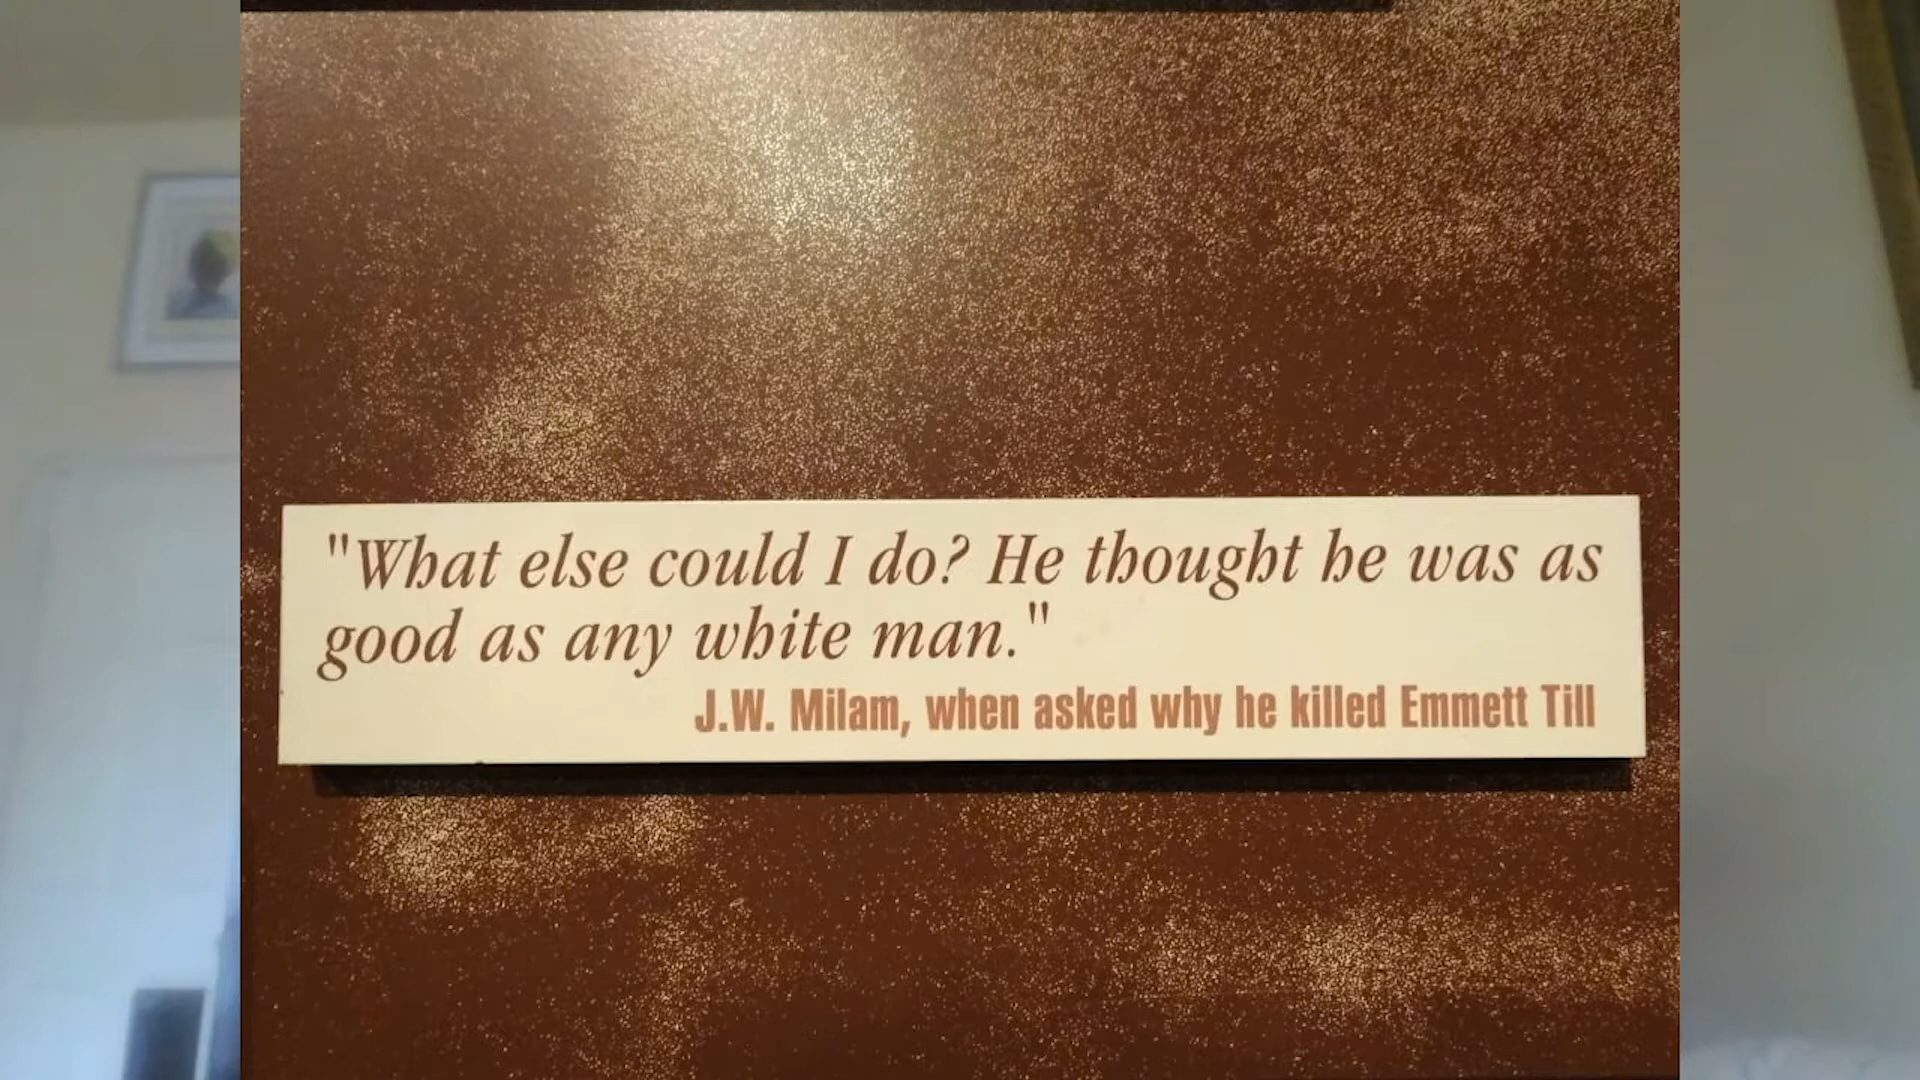 "What else could I do? He thought he was as
good as any white man."
J.W. Milam, when asked why he killed Emmett Till